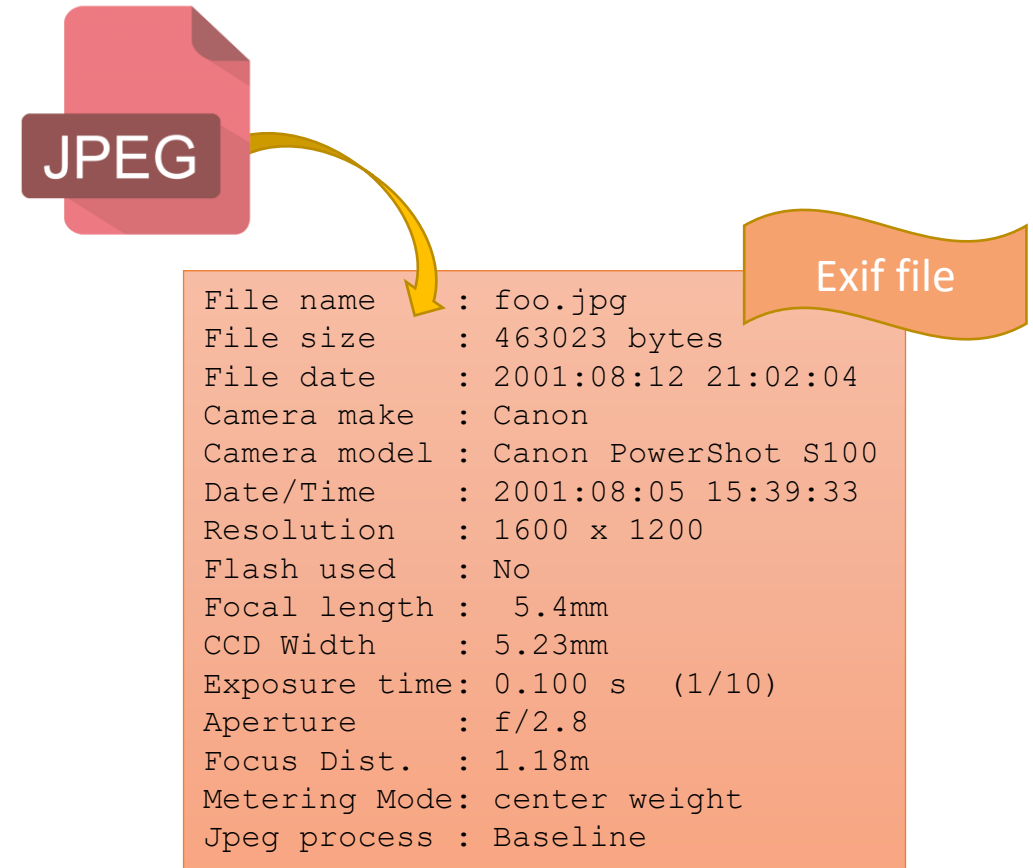 JPEG
Exif file
File name    : foo.jpg
File size    : 463023 bytes
File date    : 2001:08:12 21:02:04
Camera make  : Canon
Camera model : Canon PowerShot S100
Date/Time    : 2001:08:05 15:39:33
Resolution   : 1600 x 1200
Flash used   : No
Focal length :  5.4mm
CCD Width    : 5.23mm
Exposure time: 0.100 s  (1/10)
Aperture     : f/2.8
Focus Dist.  : 1.18m
Metering Mode: center weight
Jpeg process : Baseline